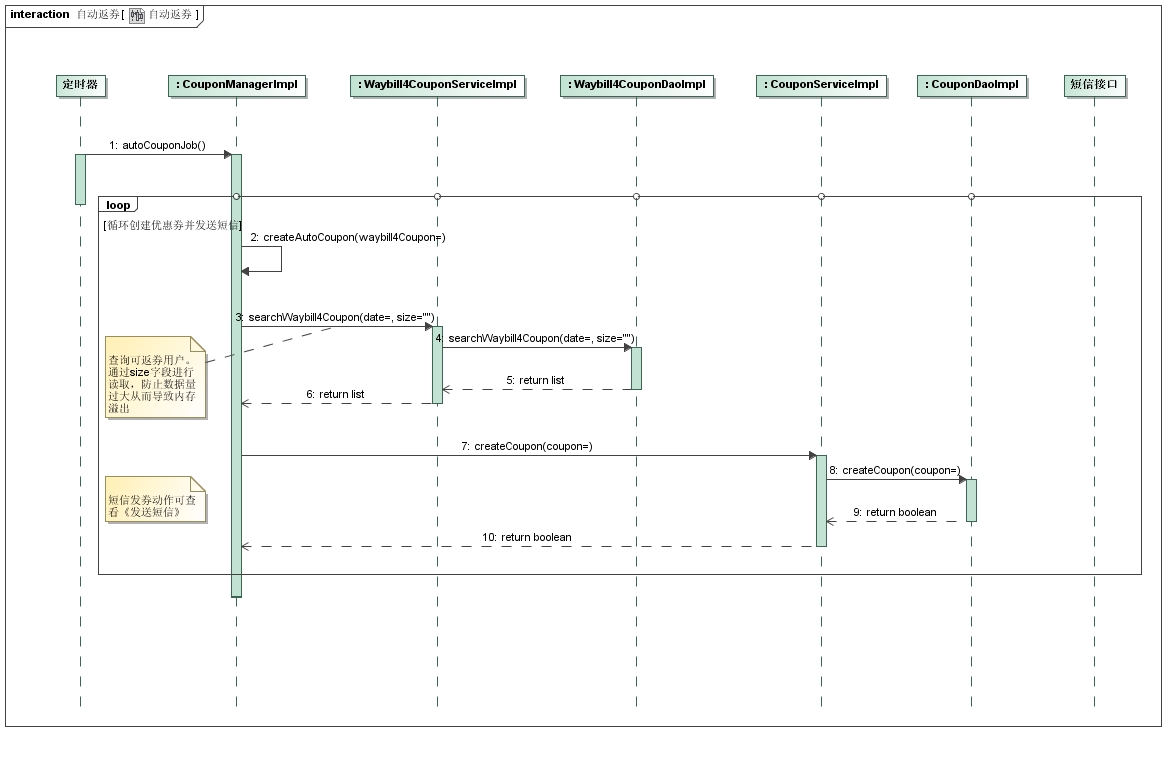 interaction 自动返券[ 自动返券 ]
定时器
: CouponManagerImpl
: Waybill4CouponServiceImpl
: Waybill4CouponDaoImpl
: CouponServiceImpl
: CouponDaoImpl
短信接口
1: autoCouponJob()
loop
[循环创建优惠券并发送短信]
2: createAutoCoupon(waybill4Coupon=)
3: searchWaybill4Coupon(date=, size="")
4: searchWaybill4Coupon(date=, size="")
查询可返券用户。
通过size字段进行
读取，防止数据量
过大从而导致内存
溢出
5: return list
6: return list
7: createCoupon(coupon=)
8: createCoupon(coupon=)
短信发券动作可查
看《发送短信》
9: return boolean
10: return boolean